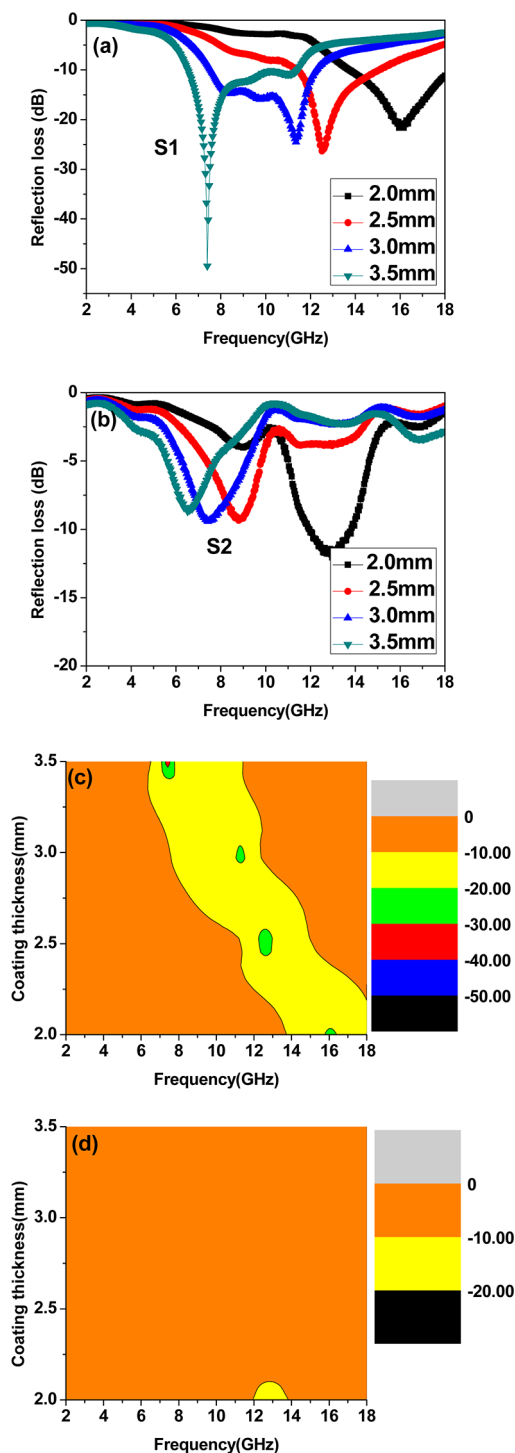 (a)
0
-10
-20
-30
-40
-50
Reflection loss (dB)
S1
2.0mm
2.5mm
3.0mm
3.5mm
2 4 6 8 10 12 14 16 18
Frequency(GHz)
(b)
0
-5
-10
-15
-20
Reflection loss (dB)
S2
2.0mm
2.5mm
3.0mm
3.5mm
2 4 6 8 10 12 14 16 18
Frequency(GHz)
(c)
3.5
3.0
2.5
2.0
Coating thickness(mm)
2 4 6 8 10 12 14 16 18
Frequency(GHz)
0
-10.00
-20.00
-30.00
-40.00
-50.00
(d)
3.5
3.0
2.5
2.0
Coating thickness(mm)
2 4 6 8 10 12 14 16 18
Frequency(GHz)
0
-10.00
-20.00